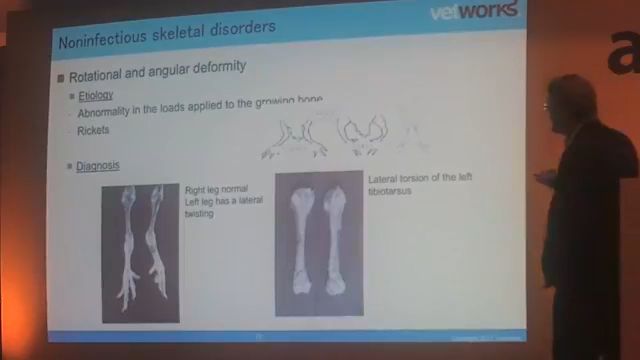 Noninfectious skeletal disorders
vetworks
a
Rotational and angular deformity
Etiology
Abnormality in the loads applied to the growing bone
Rickets
Diagnosis
Right leg normal
Left leg has a lateral
twisting
Lateral torsion of the left
tibiotarsus